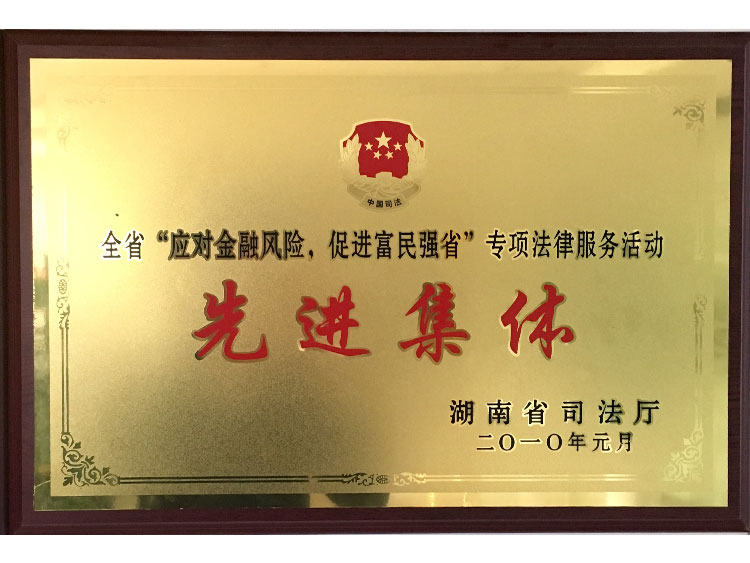 中国司法
全省“应对金融风险，促进富民强省”专项法律服务活动
先进集体
湖南省司法厅
二〇一〇年元月